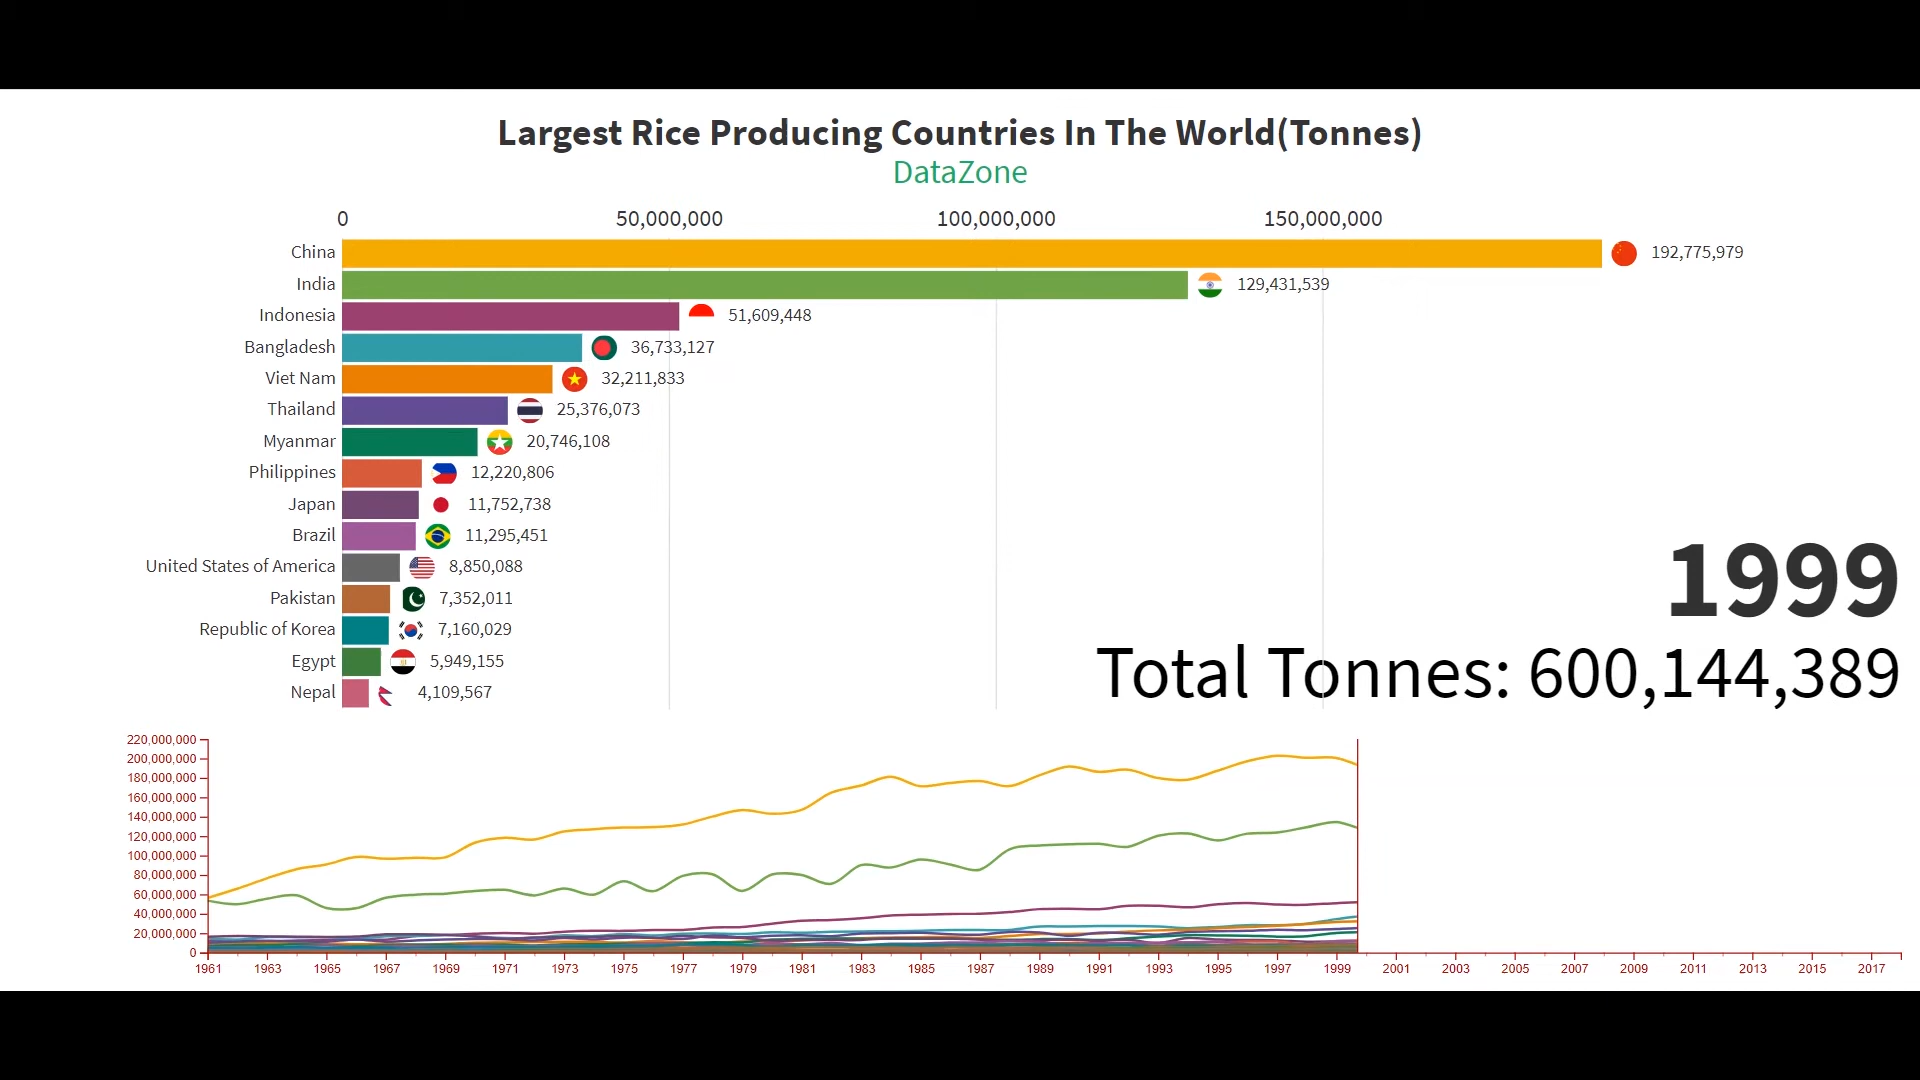 Largest Rice Producing Countries In The World(Tonnes)
DataZone
0 50,000,000 100,000,000 150,000,000
China 192,775,979
India 129,431,539
Indonesia 51,609,448
Bangladesh 36,733,127
Viet Nam 32,211,833
Thailand 25,376,073
Myanmar 20,746,108
Philippines 12,220,806
Japan 11,752,738
Brazil 11,295,451
United States of America 8,850,088
Pakistan 7,352,011
Republic of Korea 7,160,029
Egypt 5,949,155
Nepal 4,109,567
1999
Total Tonnes: 600,144,389
220,000,000
200,000,000
180,000,000
160,000,000
140,000,000
120,000,000
100,000,000
80,000,000
60,000,000
40,000,000
20,000,000
0
1961 1963 1965 1967 1969 1971 1973 1975 1977 1979 1981 1983 1985 1987 1989 1991 1993 1995 1997 1999 2001 2003 2005 2007 2009 2011 2013 2015 2017